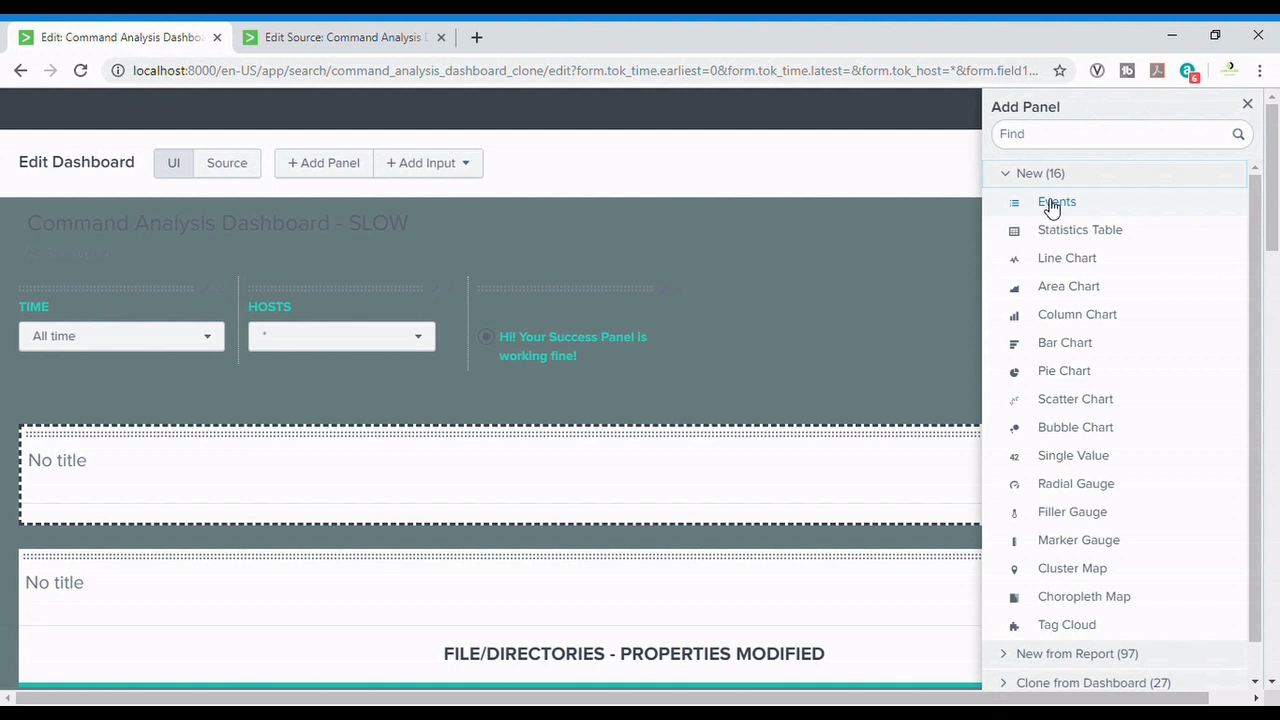 Edit: Command Analysis Dashbo
Edit Source: Command Analysis D
localhost:8000/en-US/app/search/command_analysis_dashboard_clone/edit?form.tok_time.earliest=0&form.tok_time.latest=&form.tok_host=*&form.field1...
6
Edit Dashboard
UI
Source
+ Add Panel
+ Add Input
Command Analysis Dashboard - SLOW
TIME
All time
HOSTS
*
Hi! Your Success Panel is
working fine!
No title
No title
FILE/DIRECTORIES - PROPERTIES MODIFIED
Add Panel
Find
New (16)
Events
Statistics Table
Line Chart
Area Chart
Column Chart
Bar Chart
Pie Chart
Scatter Chart
Bubble Chart
42 Single Value
Radial Gauge
Filler Gauge
Marker Gauge
Cluster Map
Choropleth Map
Tag Cloud
New from Report (97)
Clone from Dashboard (27)